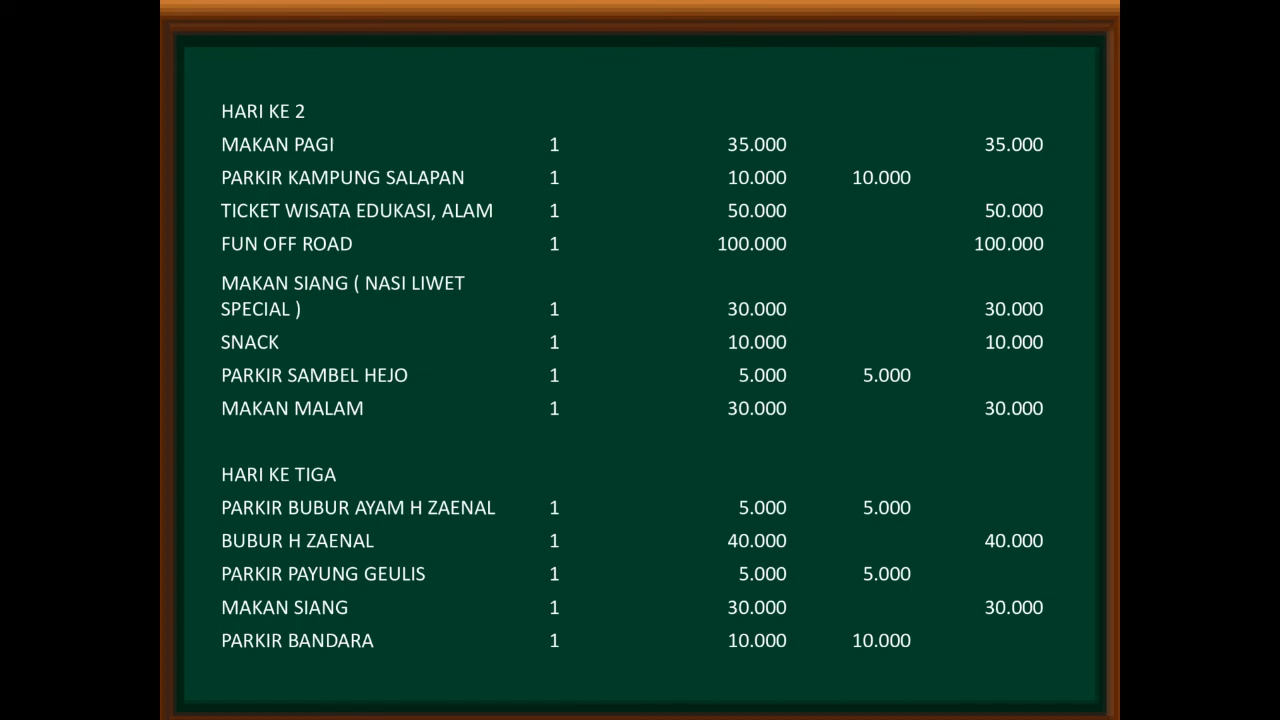 HARI KE 2
MAKAN PAGI 1 35.000 35.000
PARKIR KAMPUNG SALAPAN 1 10.000 10.000
TICKET WISATA EDUKASI, ALAM 1 50.000 50.000
FUN OFF ROAD 1 100.000 100.000
MAKAN SIANG ( NASI LIWET
SPECIAL ) 1 30.000 30.000
SNACK 1 10.000 10.000
PARKIR SAMBEL HEJO 1 5.000 5.000
MAKAN MALAM 1 30.000 30.000
HARI KE TIGA
PARKIR BUBUR AYAM H ZAENAL 1 5.000 5.000
BUBUR H ZAENAL 1 40.000 40.000
PARKIR PAYUNG GEULIS 1 5.000 5.000
MAKAN SIANG 1 30.000 30.000
PARKIR BANDARA 1 10.000 10.000